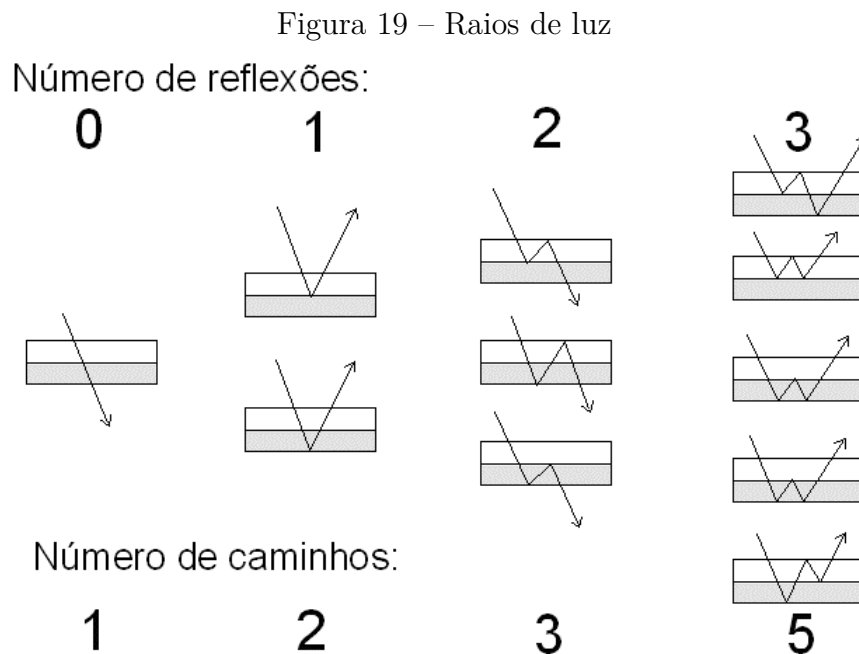 Figura 19 – Raios de luz
Número de reflexões:
0 1 2 3
Número de caminhos:
1 2 3 5